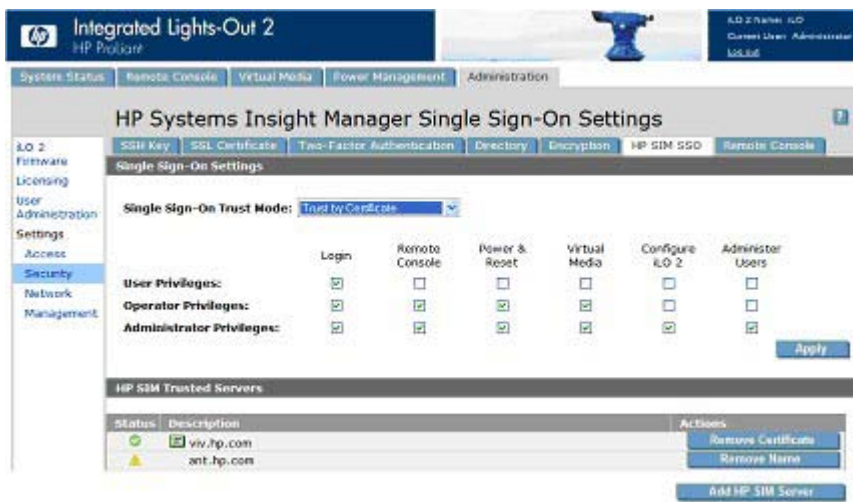 hp
Integrated Lights-Out 2
HP ProLiant
iLO 2 Name: iLO
Current User: Administrator
Log out
System Status Remote Console Virtual Media Power Management Administration
HP Systems Insight Manager Single Sign-On Settings
?
SSH Key SSL Certificate Two-Factor Authentication Directory Encryption HP SIM SSO Remote Console
iLO 2
Firmware
Licensing
User
Administration
Settings
Access
Security
Network
Management
Single Sign-On Settings
Single Sign-On Trust Mode: Trust by Certificate
Login Remote Console Power & Reset Virtual Media Configure iLO 2 Administer Users
User Privileges:
Operator Privileges:
Administrator Privileges:
Apply
HP SIM Trusted Servers
Status Description Actions
viv.hp.com Remove Certificate
ant.hp.com Remove Name
Add HP SIM Server